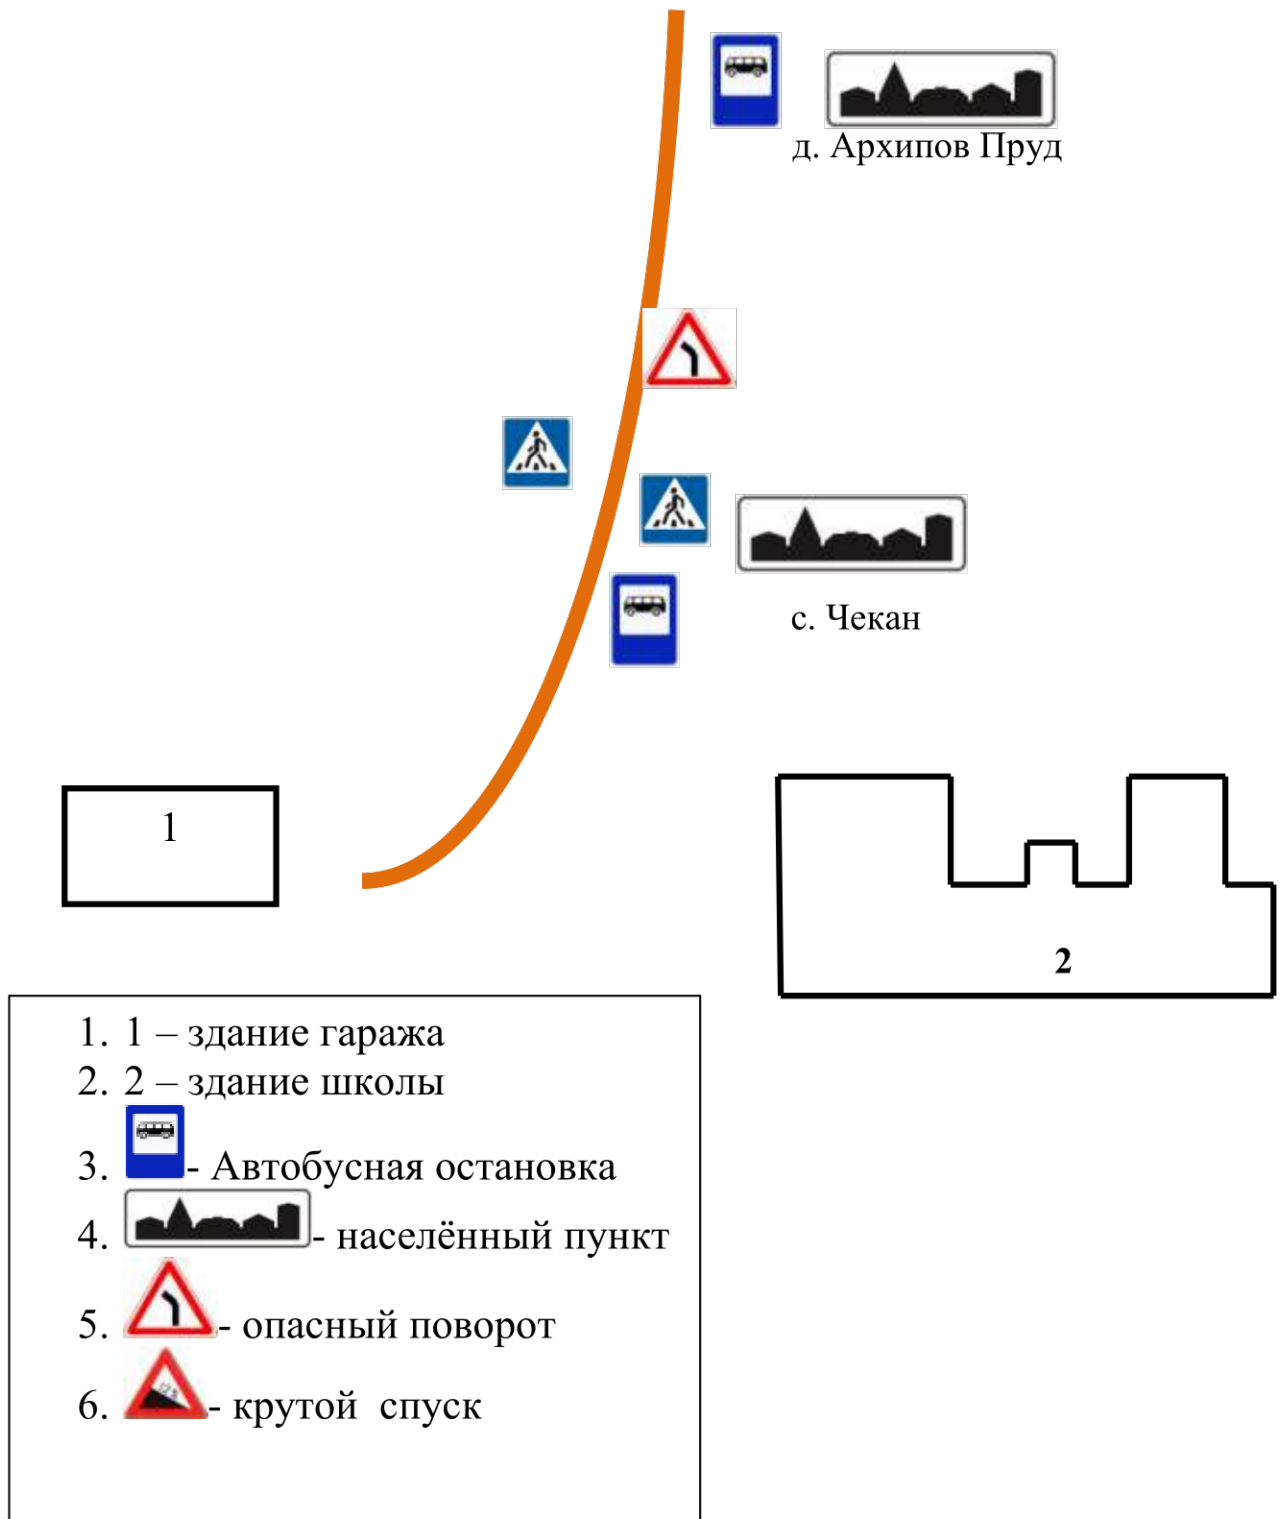 д. Архипов Пруд
с. Чекан
1
2
1. 1 – здание гаража
2. 2 – здание школы
3. - Автобусная остановка
4. - населённый пункт
5. - опасный поворот
6. - крутой спуск